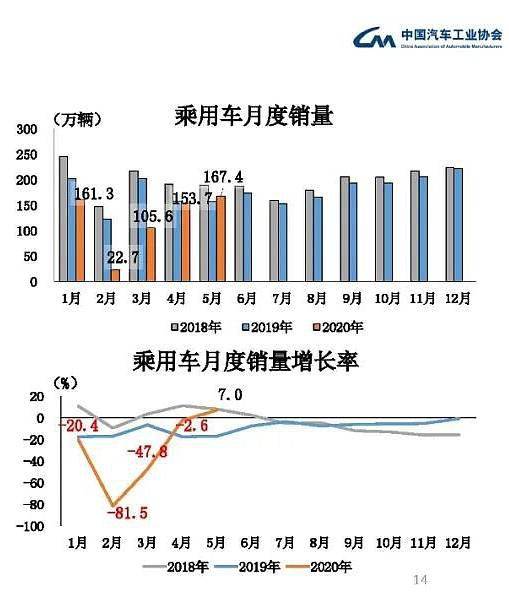 中国汽车工业协会
China Association of Automobile Manufacturers
乘用车月度销量
(万辆)
300
250
200
150
100
50
0
161.3
22.7
105.6
153.7
167.4
1月 2月 3月 4月 5月 6月 7月 8月 9月 10月 11月 12月
2018年 2019年 2020年
乘用车月度销量增长率
(%)
20
0
-20
-40
-60
-80
-100
-20.4
-81.5
-47.8
-2.6
7.0
1月 2月 3月 4月 5月 6月 7月 8月 9月 10月 11月 12月
2018年 2019年 2020年
14